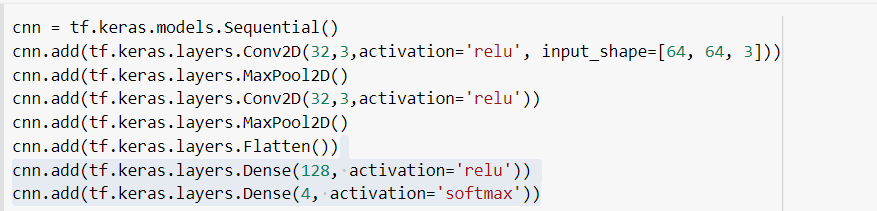 cnn = tf.keras.models.Sequential()
cnn.add(tf.keras.layers.Conv2D(32,3,activation='relu', input_shape=[64, 64, 3]))
cnn.add(tf.keras.layers.MaxPool2D()
cnn.add(tf.keras.layers.Conv2D(32,3,activation='relu'))
cnn.add(tf.keras.layers.MaxPool2D()
cnn.add(tf.keras.layers.Flatten())
cnn.add(tf.keras.layers.Dense(128, activation='relu'))
cnn.add(tf.keras.layers.Dense(4, activation='softmax'))